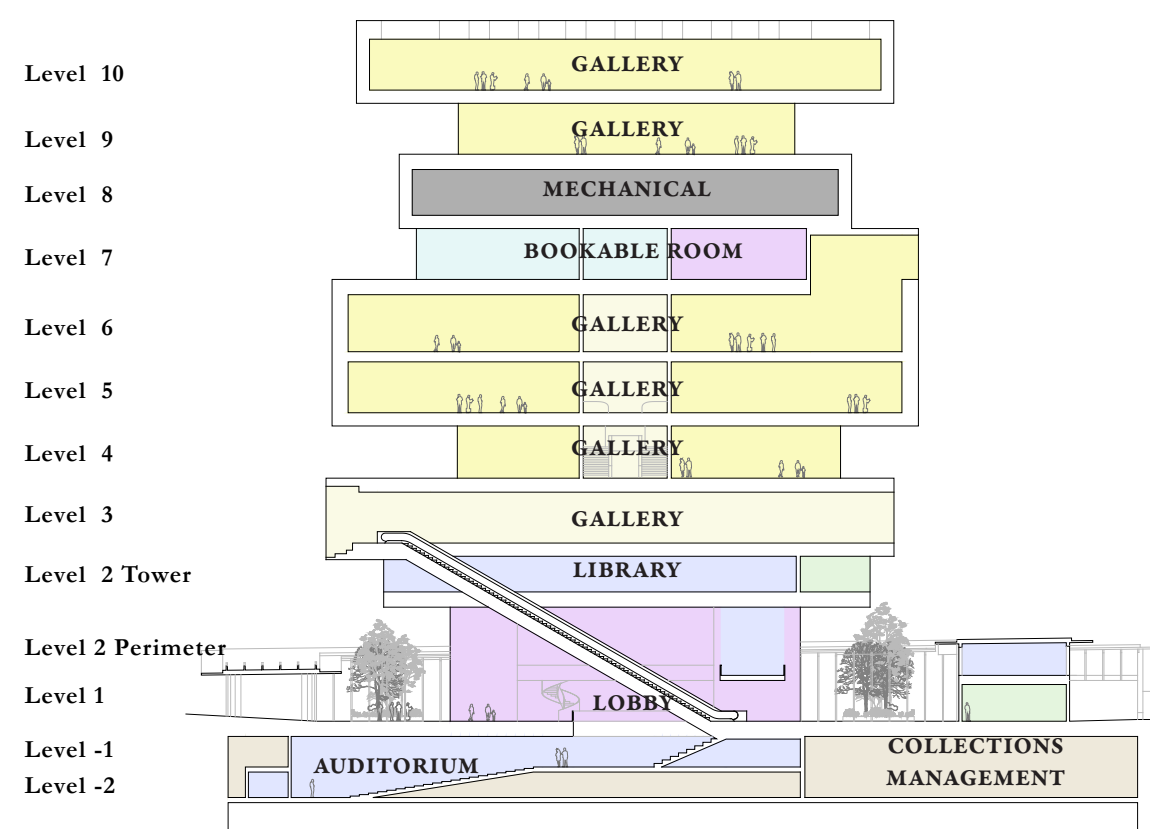 Level 10 GALLERY
Level 9 GALLERY
Level 8 MECHANICAL
Level 7 BOOKABLE ROOM
Level 6 GALLERY
Level 5 GALLERY
Level 4 GALLERY
Level 3 GALLERY
Level 2 Tower LIBRARY
Level 2 Perimeter
Level 1 LOBBY
Level -1 COLLECTIONS
AUDITORIUM MANAGEMENT
Level -2